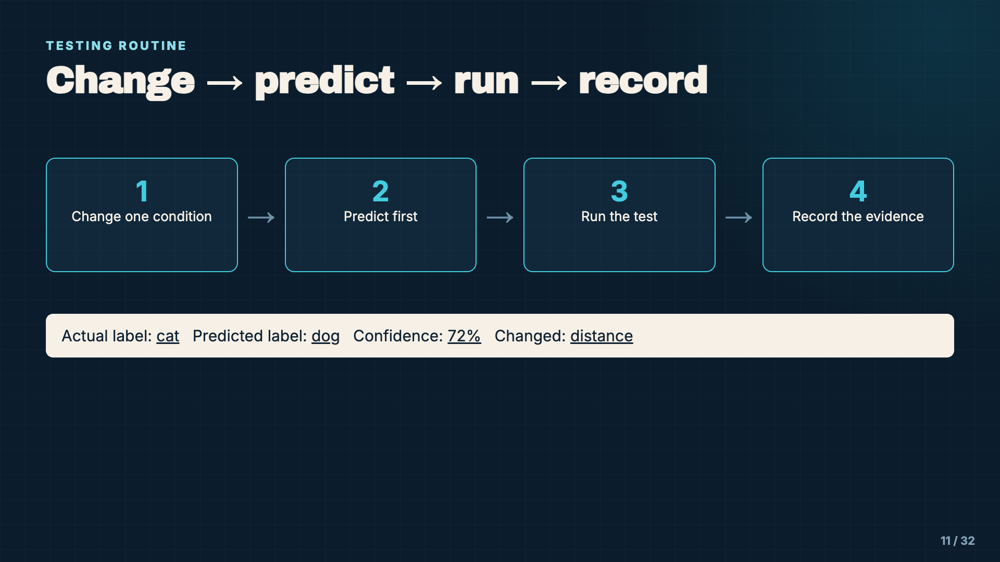 TESTING ROUTINE
Change → predict → run → record
1
Change one condition
→
2
Predict first
→
3
Run the test
→
4
Record the evidence
Actual label: cat Predicted label: dog Confidence: 72% Changed: distance
11 / 32